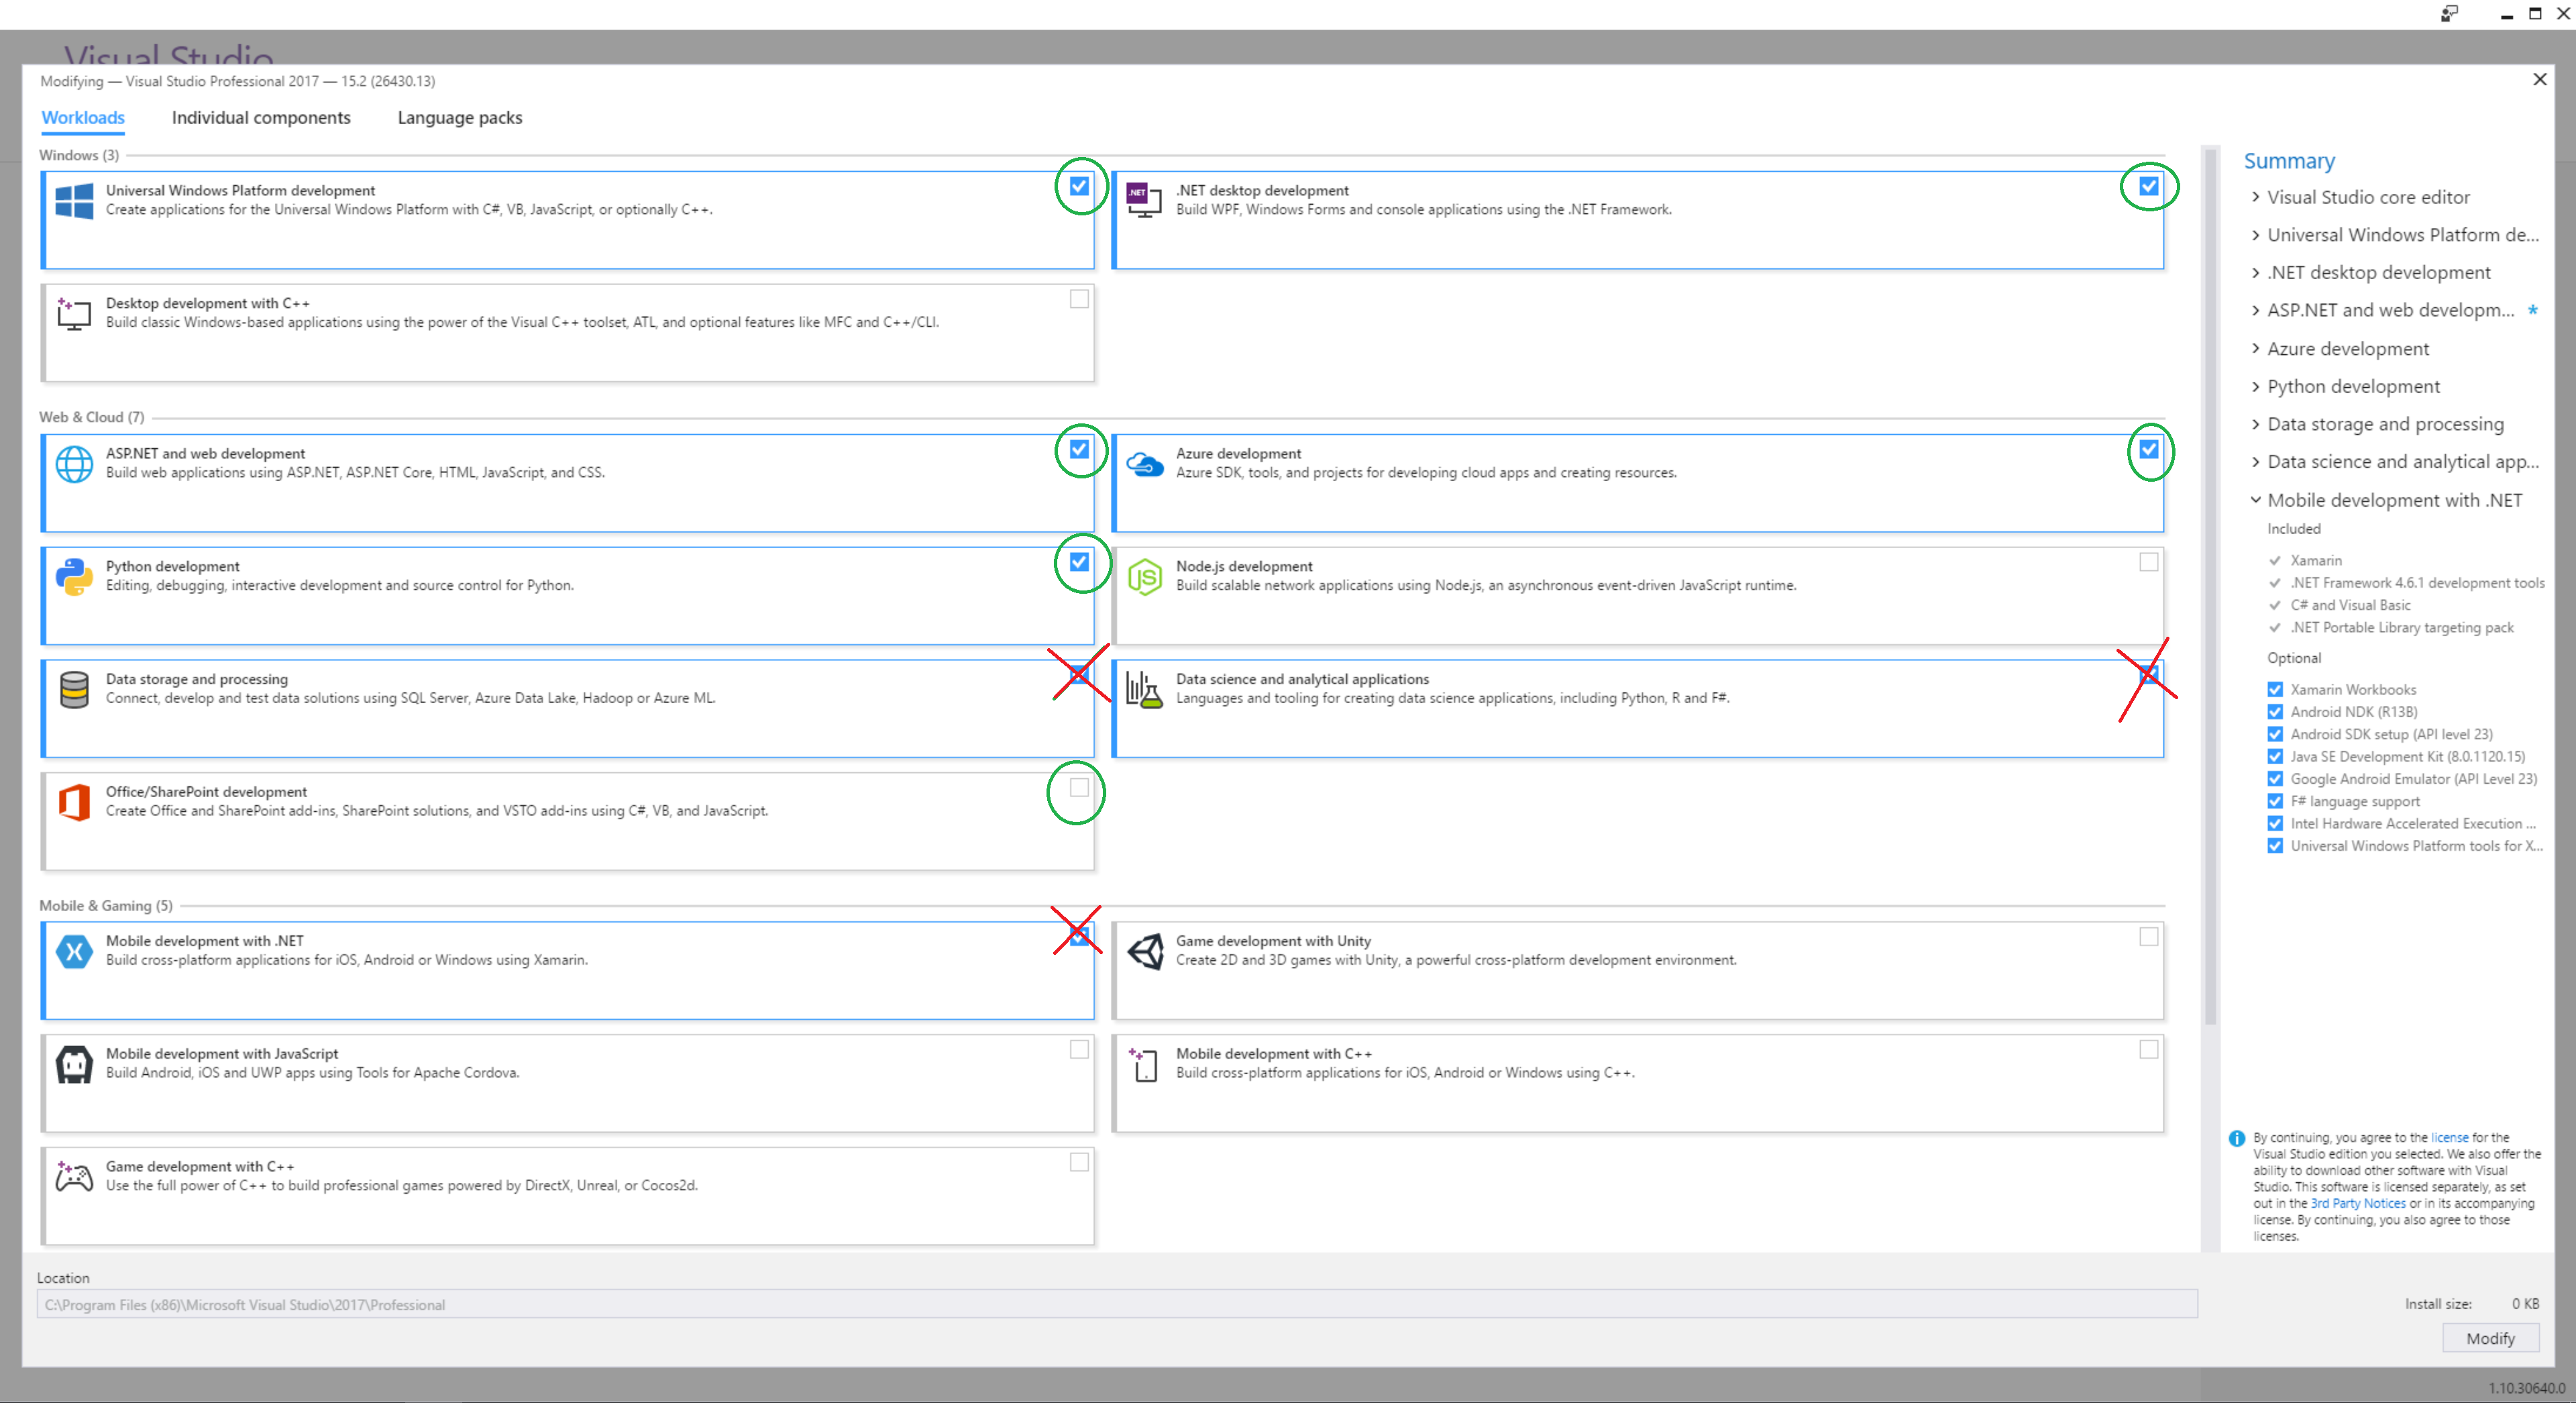 Visual Studio
Modifying — Visual Studio Professional 2017 — 15.2 (26430.13)
Workloads
Individual components
Language packs
Windows (3)
Universal Windows Platform development
Create applications for the Universal Windows Platform with C#, VB, JavaScript, or optionally C++.
.NET
.NET desktop development
Build WPF, Windows Forms and console applications using the .NET Framework.
Desktop development with C++
Build classic Windows-based applications using the power of the Visual C++ toolset, ATL, and optional features like MFC and C++/CLI.
Web & Cloud (7)
ASP.NET and web development
Build web applications using ASP.NET, ASP.NET Core, HTML, JavaScript, and CSS.
Azure development
Azure SDK, tools, and projects for developing cloud apps and creating resources.
Python development
Editing, debugging, interactive development and source control for Python.
JS
Node.js development
Build scalable network applications using Node.js, an asynchronous event-driven JavaScript runtime.
Data storage and processing
Connect, develop and test data solutions using SQL Server, Azure Data Lake, Hadoop or Azure ML.
Data science and analytical applications
Languages and tooling for creating data science applications, including Python, R and F#.
Office/SharePoint development
Create Office and SharePoint add-ins, SharePoint solutions, and VSTO add-ins using C#, VB, and JavaScript.
Mobile & Gaming (5)
Mobile development with .NET
Build cross-platform applications for iOS, Android or Windows using Xamarin.
Game development with Unity
Create 2D and 3D games with Unity, a powerful cross-platform development environment.
Mobile development with JavaScript
Build Android, iOS and UWP apps using Tools for Apache Cordova.
Mobile development with C++
Build cross-platform applications for iOS, Android or Windows using C++.
Game development with C++
Use the full power of C++ to build professional games powered by DirectX, Unreal, or Cocos2d.
Summary
Visual Studio core editor
Universal Windows Platform de...
.NET desktop development
ASP.NET and web developm... *
Azure development
Python development
Data storage and processing
Data science and analytical app...
Mobile development with .NET
Included
Xamarin
.NET Framework 4.6.1 development tools
C# and Visual Basic
.NET Portable Library targeting pack
Optional
Xamarin Workbooks
Android NDK (R13B)
Android SDK setup (API level 23)
Java SE Development Kit (8.0.1120.15)
Google Android Emulator (API Level 23)
F# language support
Intel Hardware Accelerated Execution ...
Universal Windows Platform tools for X...
By continuing, you agree to the license for the
Visual Studio edition you selected. We also offer the
ability to download other software with Visual
Studio. This software is licensed separately, as set
out in the 3rd Party Notices or in its accompanying
license. By continuing, you also agree to those
licenses.
Location
C:\Program Files (x86)\Microsoft Visual Studio\2017\Professional
Install size: 0 KB
Modify
1.10.30640.0